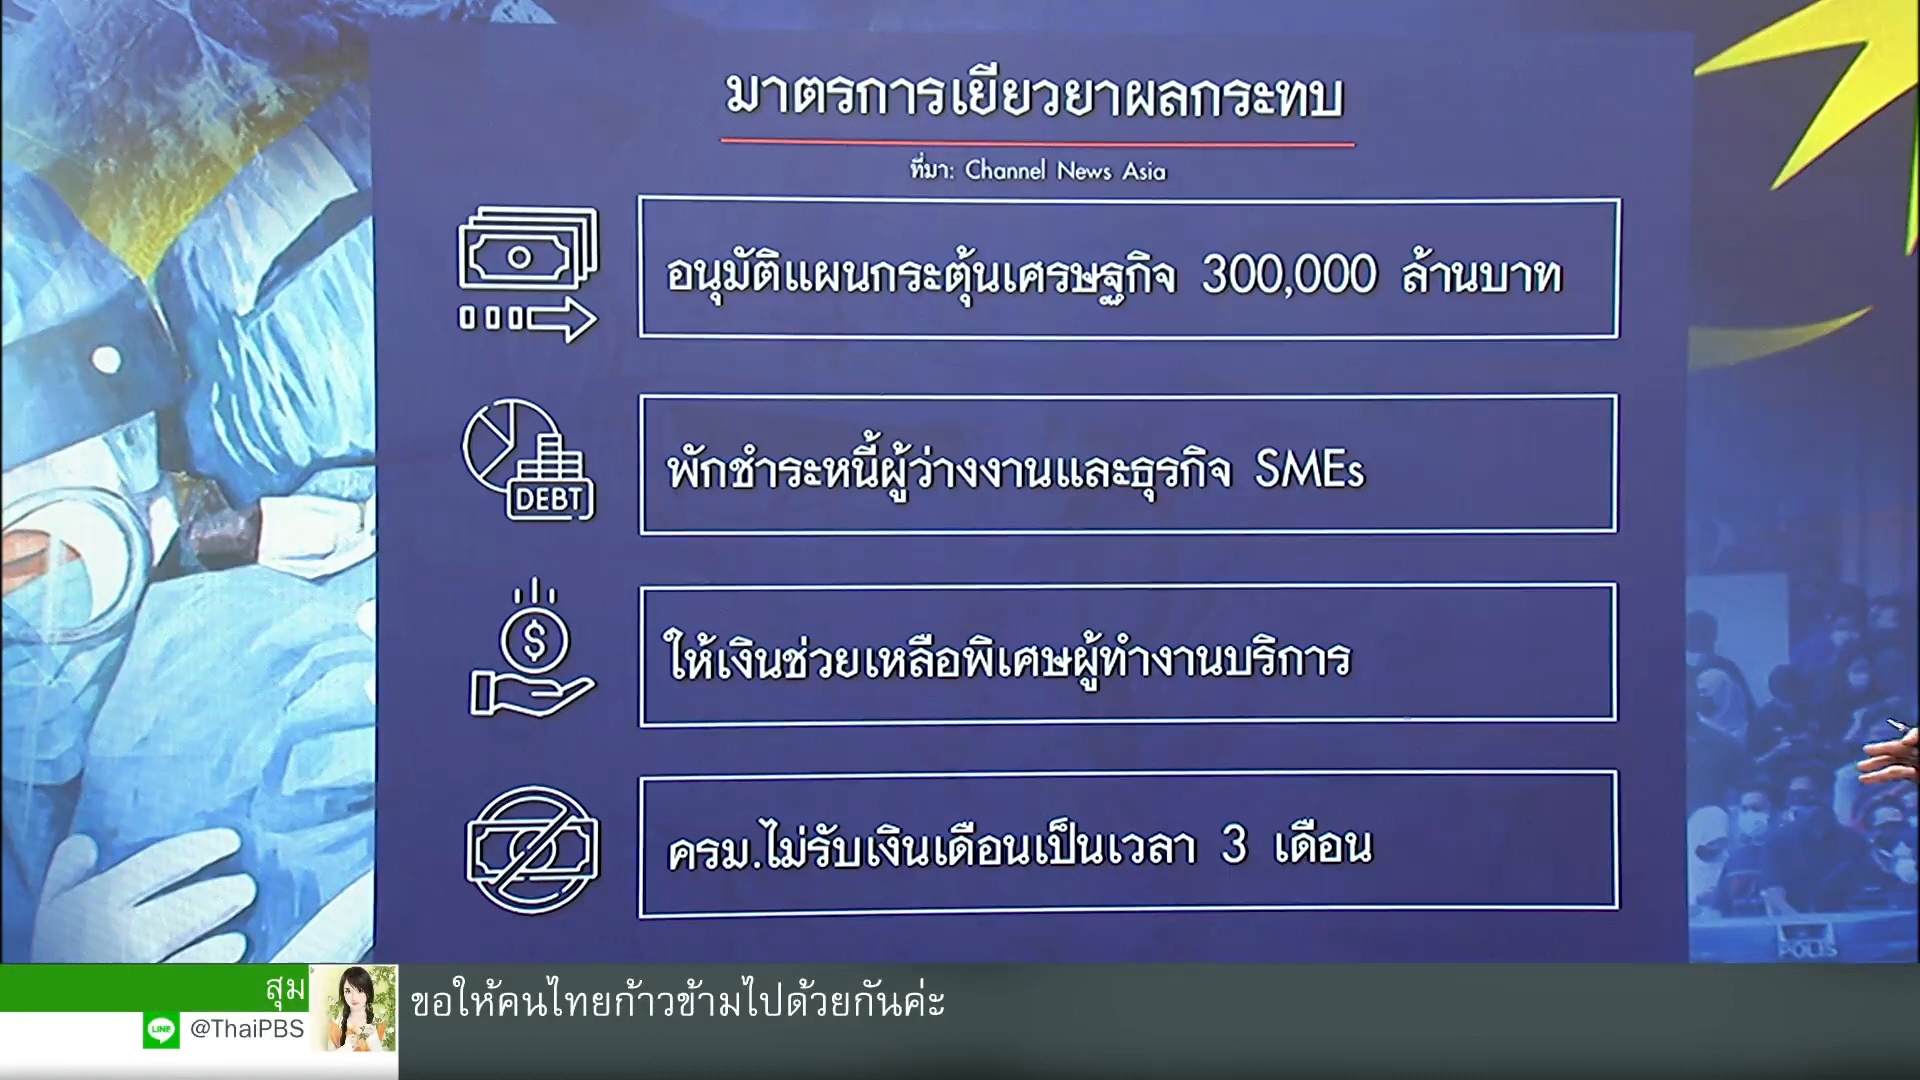 มาตรการเยียวยาผลกระทบ
ที่มา: Channel News Asia
อนุมัติแผนกระตุ้นเศรษฐกิจ 300,000 ล้านบาท
พักชำระหนี้ผู้ว่างงานและธุรกิจ SMEs
DEBT
ให้เงินช่วยเหลือพิเศษผู้ทำงานบริการ
ครม.ไม่รับเงินเดือนเป็นเวลา 3 เดือน
POLIS
สุม
ขอให้คนไทยก้าวข้ามไปด้วยกันค่ะ
LINE @ThaiPBS